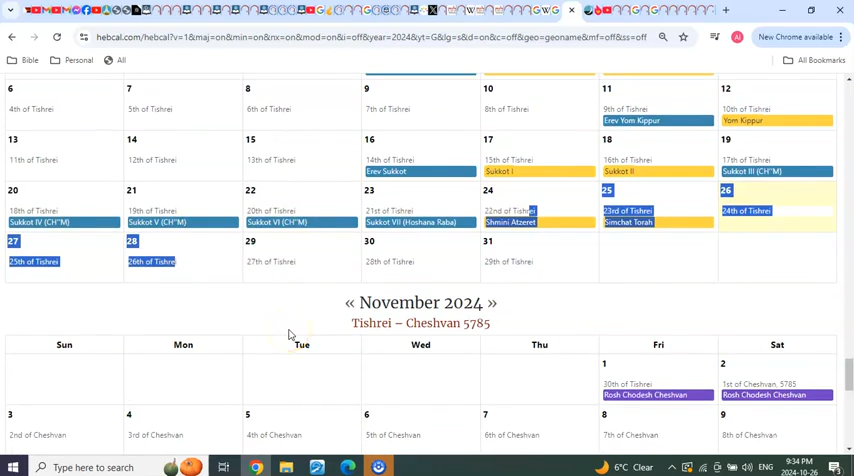 hebcal.com/hebcal?v=1&maj=on&min=on&nx=on&mod=on&i=off&year=2024&yt=G&lg=s&d=on&c=off&geo=geoname&mf=off&ss=off
New Chrome available
Bible Personal All All Bookmarks
6 7 8 9 10 11 12
4th of Tishrei 5th of Tishrei 6th of Tishrei 7th of Tishrei 8th of Tishrei 9th of Tishrei 10th of Tishrei
Erev Yom Kippur Yom Kippur
13 14 15 16 17 18 19
11th of Tishrei 12th of Tishrei 13th of Tishrei 14th of Tishrei 15th of Tishrei 16th of Tishrei 17th of Tishrei
Erev Sukkot Sukkot I Sukkot II Sukkot III (CH''M)
20 21 22 23 24 25 26
18th of Tishrei 19th of Tishrei 20th of Tishrei 21st of Tishrei 22nd of Tishrei 23rd of Tishrei 24th of Tishrei
Sukkot IV (CH''M) Sukkot V (CH''M) Sukkot VI (CH''M) Sukkot VII (Hoshana Raba) Shmini Atzeret Simchat Torah
27 28 29 30 31
25th of Tishrei 26th of Tishrei 27th of Tishrei 28th of Tishrei 29th of Tishrei
« November 2024 »
Tishrei – Cheshvan 5785
Sun Mon Tue Wed Thu Fri Sat
1 2
30th of Tishrei 1st of Cheshvan, 5785
Rosh Chodesh Cheshvan Rosh Chodesh Cheshvan
3 4 5 6 7 8 9
2nd of Cheshvan 3rd of Cheshvan 4th of Cheshvan 5th of Cheshvan 6th of Cheshvan 7th of Cheshvan 8th of Cheshvan
Type here to search 6°C Clear ENG 9:34 PM
2024-10-26